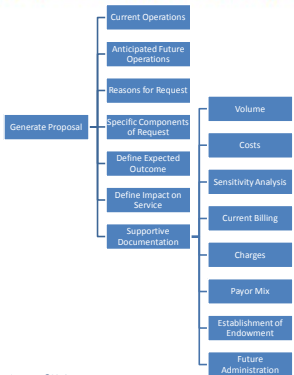 Generate Proposal
Current Operations
Anticipated Future
Operations
Reasons for Request
Specific Components
of Request
Define Expected
Outcome
Define Impact on
Service
Supportive
Documentation
Volume
Costs
Sensitivity Analysis
Current Billing
Charges
Payor Mix
Establishment of
Endowment
Future
Administration